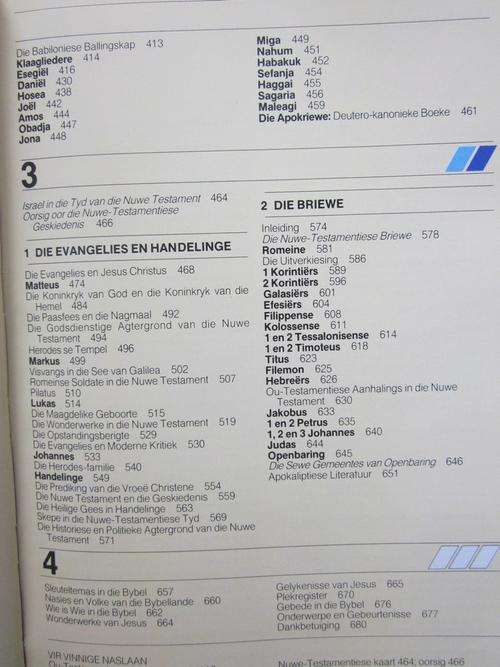 Die Babiloniese Ballingskap 413
Klaagliedere 414
Esegiël 416
Daniël 430
Hosea 438
Joël 442
Amos 444
Obadja 447
Jona 448
Miga 449
Nahum 451
Habakuk 452
Sefanja 454
Haggai 455
Sagaria 456
Maleagi 459
Die Apokriewe: Deutero-kanonieke Boeke 461
3
Israel in die Tyd van die Nuwe Testament 464
Oorsig oor die Nuwe-Testamentiese
Geskiedenis 466
1 DIE EVANGELIES EN HANDELINGE
Die Evangelies en Jesus Christus 468
Matteus 474
Die Koninkryk van God en die Koninkryk van die
Hemel 484
Die Paasfees en die Nagmaal 492
Die Godsdienstige Agtergrond van die Nuwe
Testament 494
Herodes se Tempel 496
Markus 499
Visvangs in die See van Galilea 502
Romeinse Soldate in die Nuwe Testament 507
Pilatus 510
Lukas 514
Die Maagdelike Geboorte 515
Die Wonderwerke in die Nuwe Testament 519
Die Opstandingsberigte 529
Die Evangelies en Moderne Kritiek 530
Johannes 533
Die Herodes-familie 540
Handelinge 549
Die Prediking van die Vroeë Christene 554
Die Nuwe Testament en die Geskiedenis 559
Die Heilige Gees in Handelinge 563
Skepe in die Nuwe-Testamentiese Tyd 569
Die Historiese en Politieke Agtergrond van die Nuwe
Testament 571
2 DIE BRIEWE
Inleiding 574
Die Nuwe-Testamentiese Briewe 578
Romeine 581
Die Uitverkiesing 586
1 Korintiërs 589
2 Korintiërs 596
Galasiërs 601
Efesiërs 604
Filippense 608
Kolossense 611
1 en 2 Tessalonisense 614
1 en 2 Timoteus 618
Titus 623
Filemon 625
Hebreërs 626
Ou-Testamentiese Aanhalings in die Nuwe
Testament 630
Jakobus 633
1 en 2 Petrus 635
1, 2 en 3 Johannes 640
Judas 644
Openbaring 645
Die Sewe Gemeentes van Openbaring 646
Apokaliptiese Literatuur 651
4
Sleuteltemas in die Bybel 657
Nasies en Volke van die Bybellande 660
Wie is Wie in die Bybel 662
Wonderwerke van Jesus 664
Gelykenisse van Jesus 665
Plekregister 670
Gebede in die Bybel 676
Onderwerpe en Gebeurtenisse 677
Dankbetuiging 680
VIR VINNIGE NASLAAN
Nuwe-Testamentiese kaart 464; oorsig 466